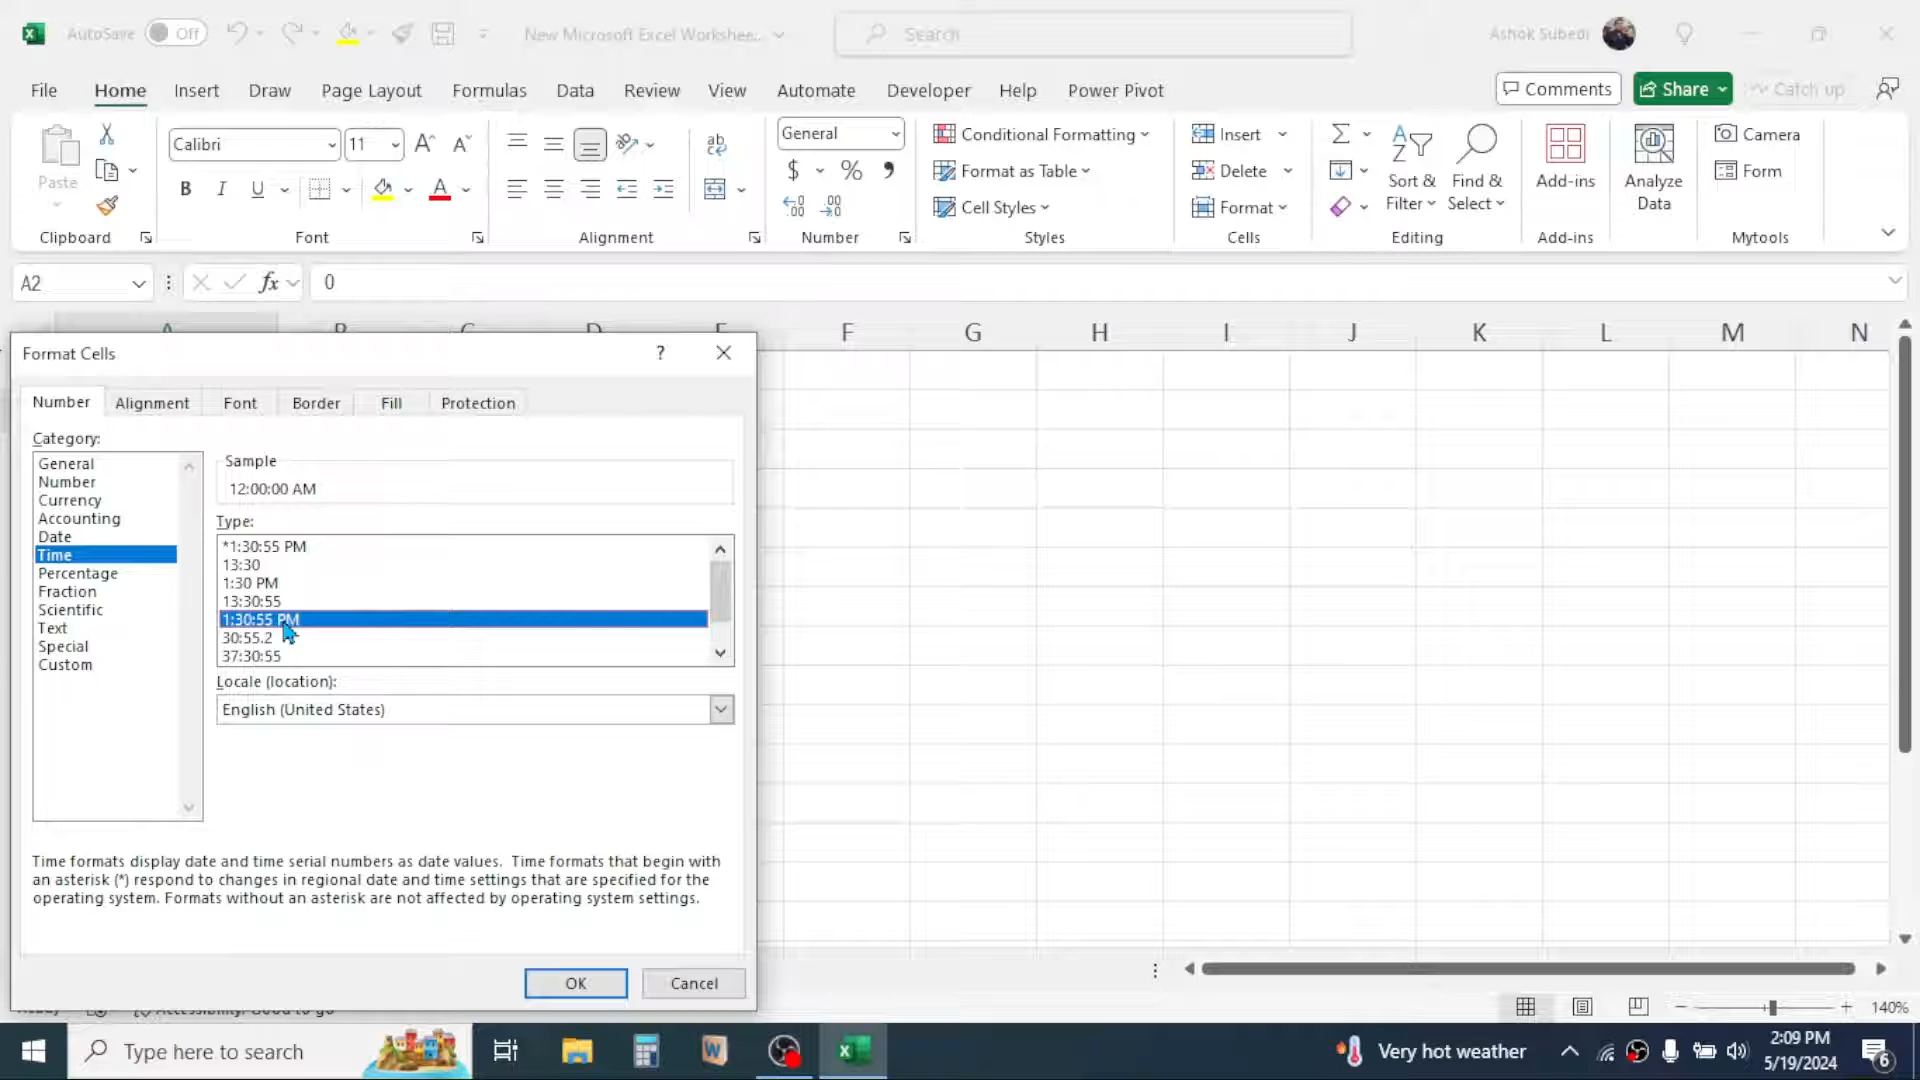 AutoSave Off New Microsoft Excel Workshee... Search Ashok Subedi
File Home Insert Draw Page Layout Formulas Data Review View Automate Developer Help Power Pivot Comments Share Catch up
Paste
Clipboard
Calibri 11
B I U A
Font
ab
Alignment
General
$ % 9
Number
Conditional Formatting
Format as Table
Cell Styles
Styles
Insert
Delete
Format
Cells
Sort &
Filter
Find &
Select
Editing
Add-ins
Add-ins
Analyze
Data
Camera
Form
Mytools
A2 fx 0
F G H I J K L M N
Format Cells ?
Number Alignment Font Border Fill Protection
Category:
General
Number
Currency
Accounting
Date
Time
Percentage
Fraction
Scientific
Text
Special
Custom
Sample
12:00:00 AM
Type:
*1:30:55 PM
13:30
1:30 PM
13:30:55
1:30:55 PM
30:55.2
37:30:55
Locale (location):
English (United States)
Time formats display date and time serial numbers as date values. Time formats that begin with
an asterisk (*) respond to changes in regional date and time settings that are specified for the
operating system. Formats without an asterisk are not affected by operating system settings.
OK Cancel
140%
Type here to search
Very hot weather
2:09 PM
5/19/2024
6